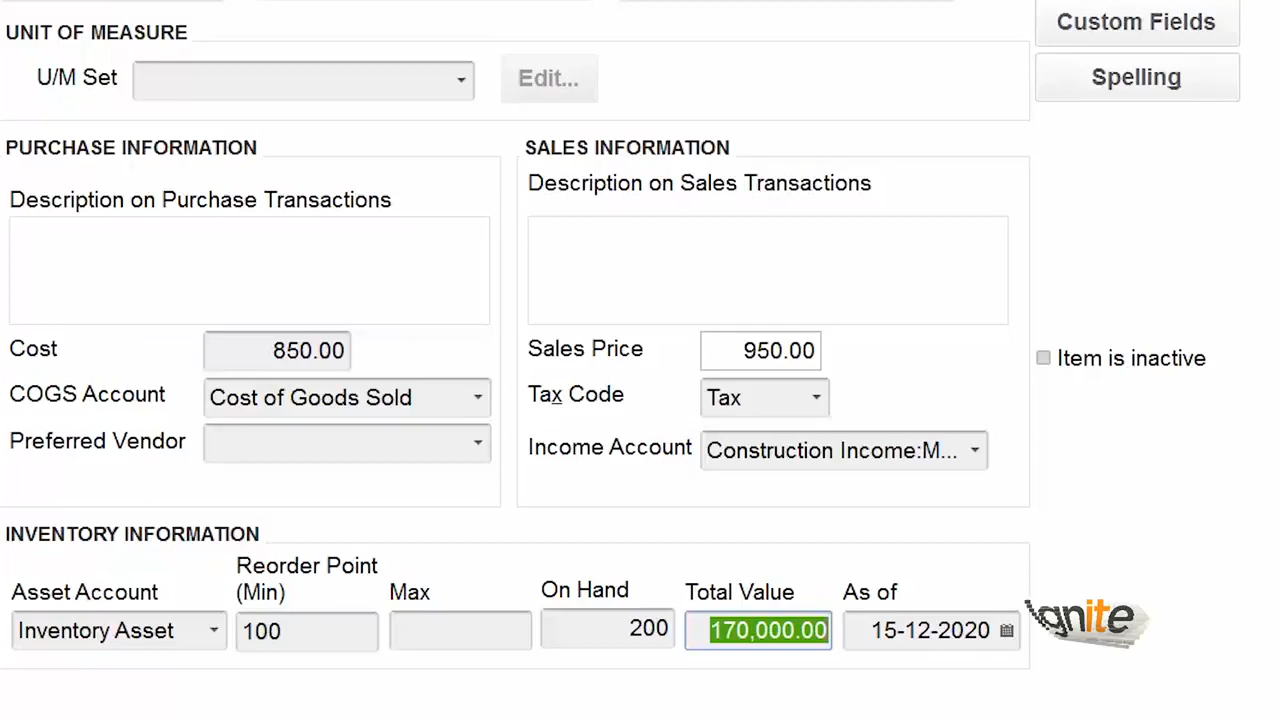 Custom Fields
UNIT OF MEASURE
U/M Set
Edit...
Spelling
PURCHASE INFORMATION
SALES INFORMATION
Description on Purchase Transactions
Description on Sales Transactions
Cost
850.00
Sales Price
950.00
Item is inactive
COGS Account
Cost of Goods Sold
Tax Code
Tax
Preferred Vendor
Income Account
Construction Income:M...
INVENTORY INFORMATION
Asset Account
Reorder Point
(Min)
Max
On Hand
Total Value
As of
Inventory Asset
100
200
170,000.00
15-12-2020
ignite